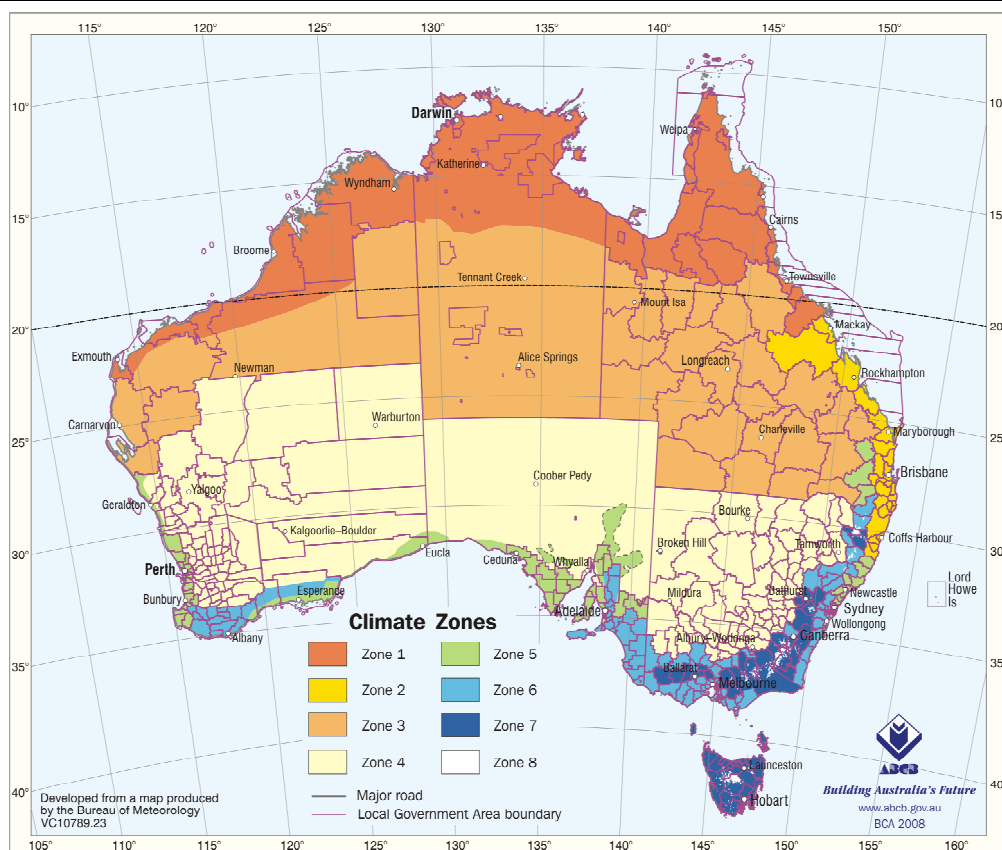 115° 120° 125° 130° 135° 140° 145° 150°
10° 10
Darwin
Weipa
Katherine
Wyndham
15° 15
Cairns
Broome
Tennant Creek Townsville
Mount Isa
20° 20
Mackay
Exmouth Alice Springs Longreach
Newman Rockhampton
Carnarvon Warburton
25° Charleville Maryborough 25
Coober Pedy Brisbane
Yalgoo
Geraldton Bourke
Kalgoorlie–Boulder Coffs Harbour
30° Eucla Ceduna Whyalla Broken Hill Tamworth 30
Perth
Bunbury Esperance Mildura Bathurst Newcastle
Lord
Howe
Is
Adelaide Sydney
Albany Wollongong
Albury–Wodonga Canberra
35° Ballarat 35
Melbourne
Climate Zones
Zone 1 Zone 5
Zone 2 Zone 6
Zone 3 Zone 7
Zone 4 Zone 8
Major road
Local Government Area boundary
Launceston
Hobart
40° 40
Developed from a map produced
by the Bureau of Meteorology
VC10789.23
ABCB
Building Australia's Future
www.abcb.gov.au
BCA 2008
105° 110° 115° 120° 125° 130° 135° 140° 145° 150° 155° 160°